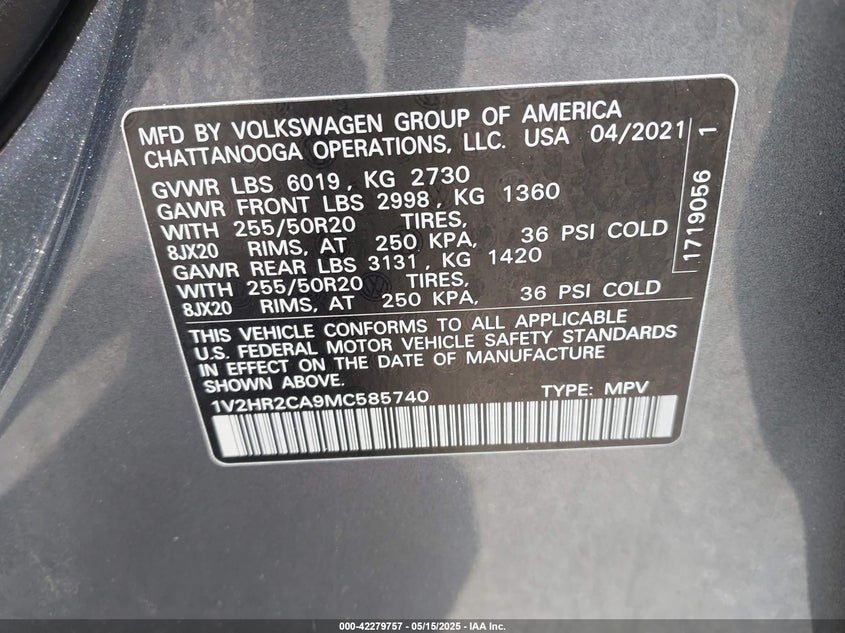 MFD BY VOLKSWAGEN GROUP OF AMERICA
CHATTANOOGA OPERATIONS, LLC. USA 04/2021
GVWR LBS 6019, KG 2730
GAWR FRONT LBS 2998, KG 1360
WITH 255/50R20 TIRES,
8JX20 RIMS, AT 250 KPA, 36 PSI COLD
GAWR REAR LBS 3131, KG 1420
WITH 255/50R20 TIRES,
8JX20 RIMS, AT 250 KPA, 36 PSI COLD
THIS VEHICLE CONFORMS TO ALL APPLICABLE
U.S. FEDERAL MOTOR VEHICLE SAFETY STANDARDS
IN EFFECT ON THE DATE OF MANUFACTURE
SHOWN ABOVE.
1V2HR2CA9MC585740 TYPE: MPV
1719056 1
000-42279757 - 05/15/2025 - IAA Inc.